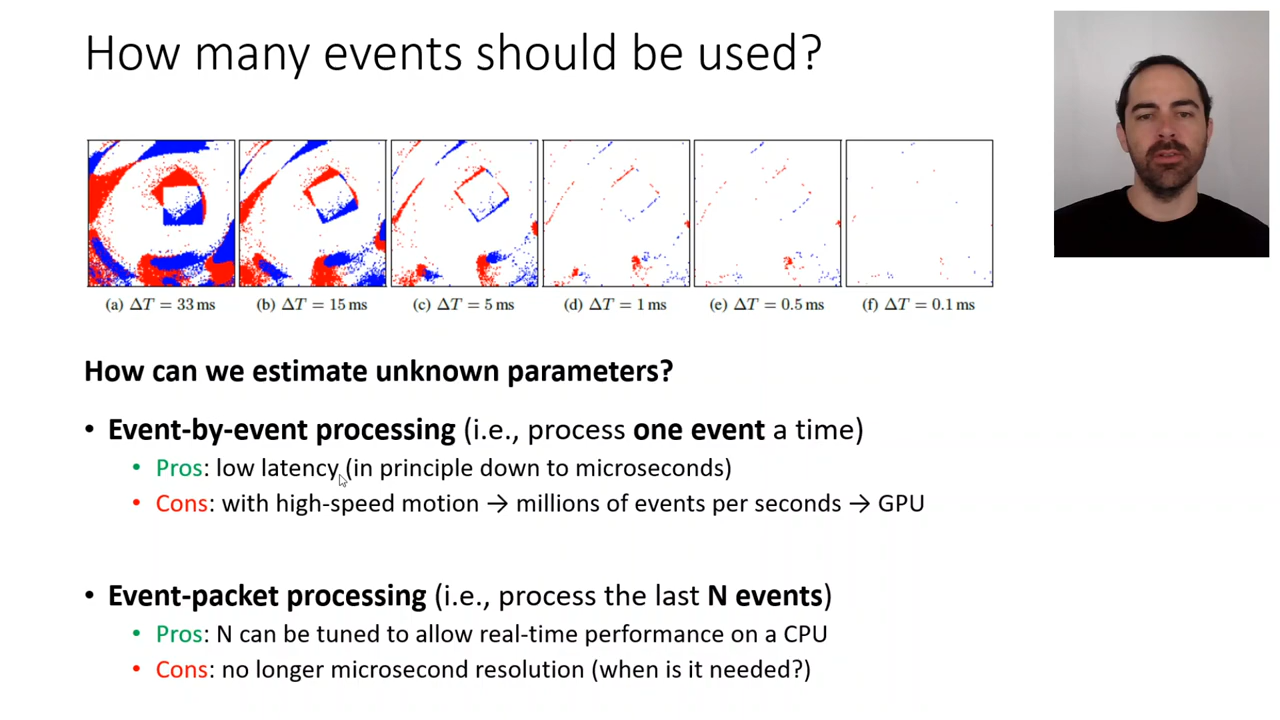 How many events should be used?
(a) ΔT = 33 ms
(b) ΔT = 15 ms
(c) ΔT = 5 ms
(d) ΔT = 1 ms
(e) ΔT = 0.5 ms
(f) ΔT = 0.1 ms
How can we estimate unknown parameters?
• Event-by-event processing (i.e., process one event a time)
• Pros: low latency (in principle down to microseconds)
• Cons: with high-speed motion → millions of events per seconds → GPU
• Event-packet processing (i.e., process the last N events)
• Pros: N can be tuned to allow real-time performance on a CPU
• Cons: no longer microsecond resolution (when is it needed?)